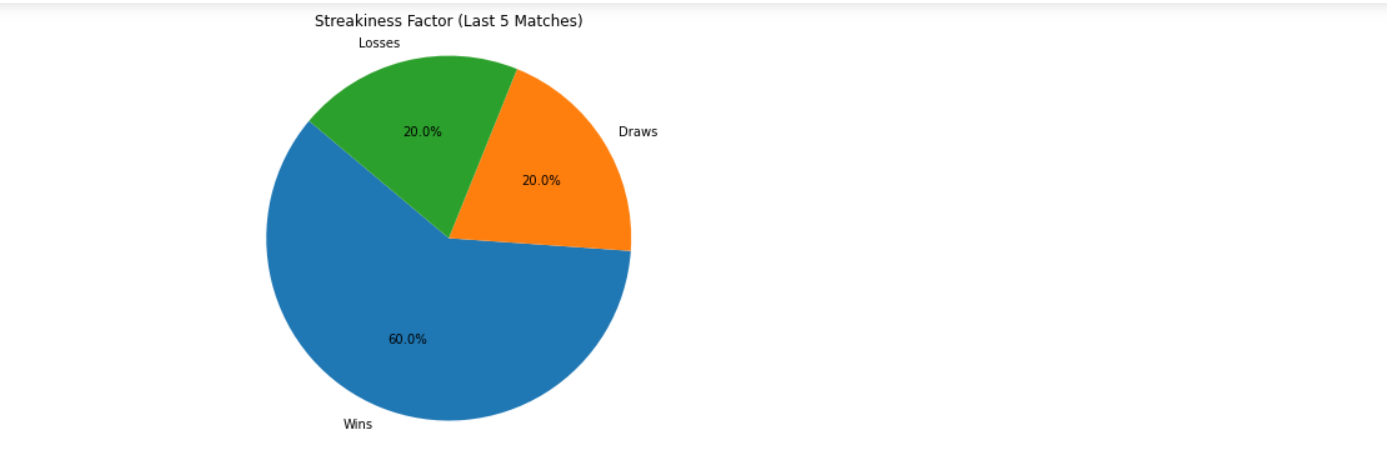 Streakiness Factor (Last 5 Matches)
Losses
20.0%
Draws
20.0%
60.0%
Wins